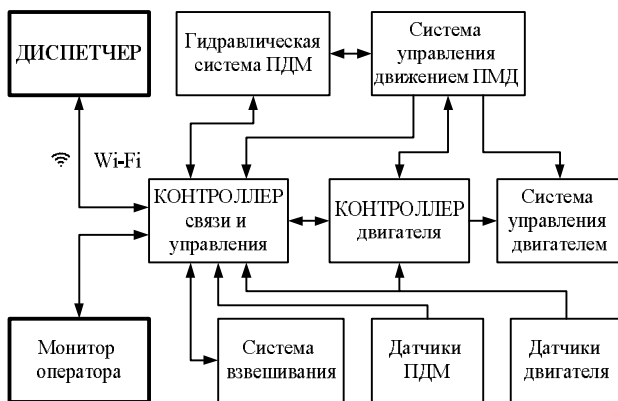 ДИСПЕТЧЕР
Гидравлическая
система ПДМ
Система
управления
движением ПМД
Wi-Fi
КОНТРОЛЛЕР
связи и
управления
КОНТРОЛЛЕР
двигателя
Система
управления
двигателем
Монитор
оператора
Система
взвешивания
Датчики
ПДМ
Датчики
двигателя